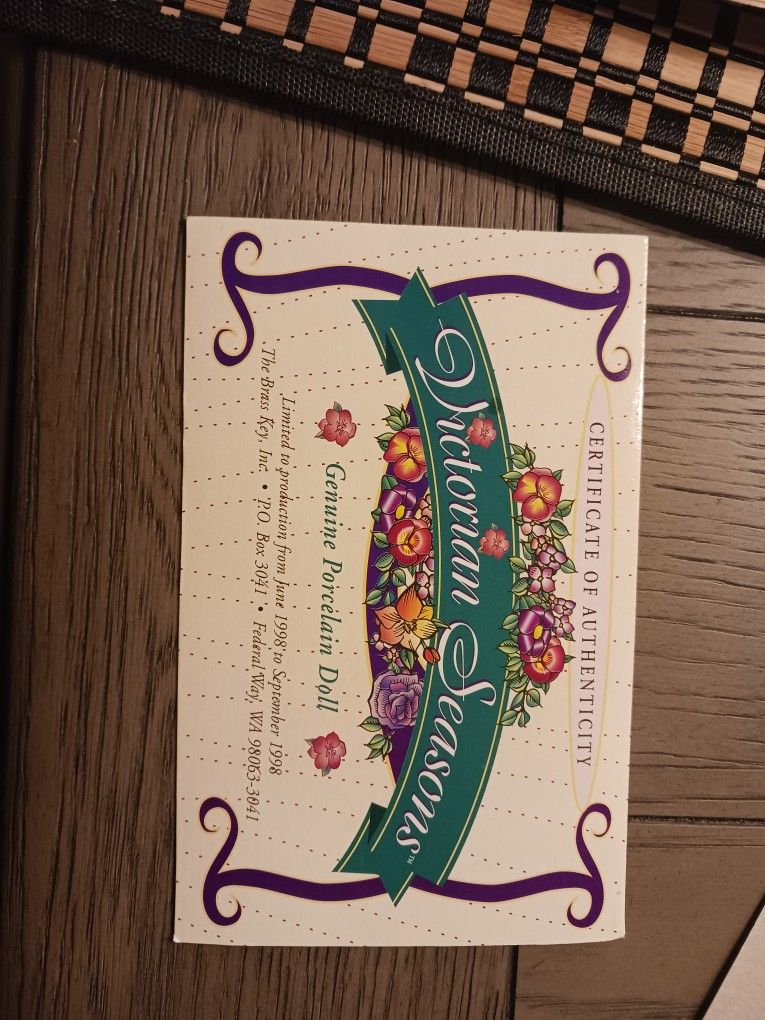 CERTIFICATE OF AUTHENTICITY
Victorian Seasons™
Genuine Porcelain Doll
Limited to production from June 1998 to September 1998
The Brass Key, Inc. • P.O. Box 3041 • Federal Way, WA 98063-3041